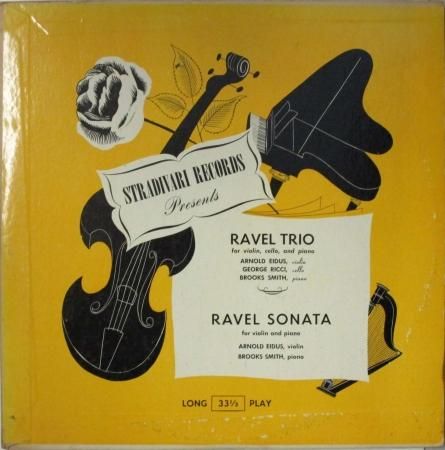 STRADIVARI RECORDS
Presents
RAVEL TRIO
for violin, cello, and piano
ARNOLD EIDUS, violin
GEORGE RICCI, cello
BROOKS SMITH, piano
RAVEL SONATA
for violin and piano
ARNOLD EIDUS, violin
BROOKS SMITH, piano
LONG 33⅓ PLAY